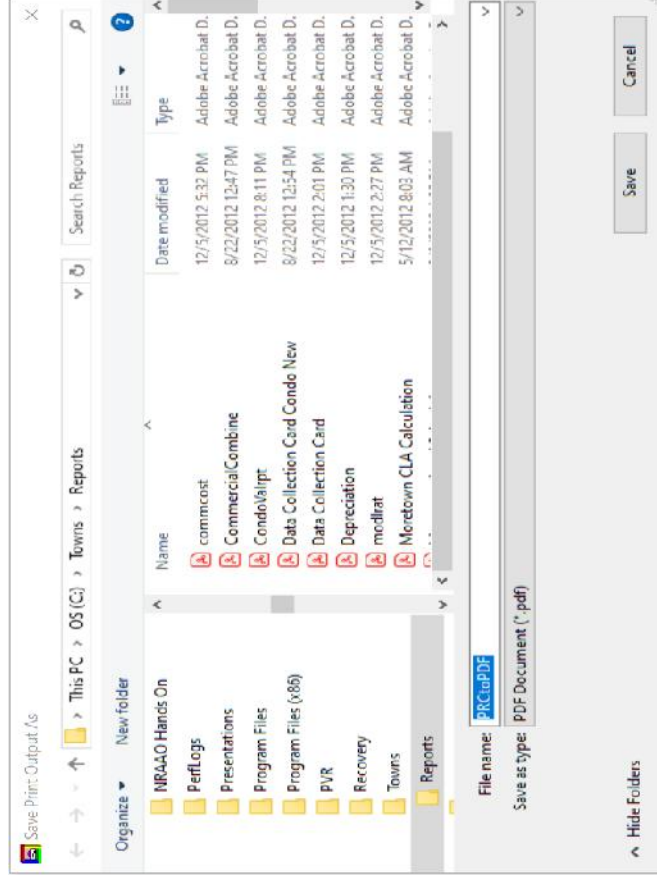 Save Print Output As
This PC > OS (C:) > Towns > Reports
Search Reports
Organize
New folder
Name
Date modified
Type
NRAAO Hands On
PerfLogs
Presentations
Program Files
Program Files (x86)
PVR
Recovery
Towns
Reports
commcost 12/5/2012 5:32 PM Adobe Acrobat D.
CommercialCombine 8/22/2012 12:47 PM Adobe Acrobat D.
CondoValrpt 12/5/2012 8:11 PM Adobe Acrobat D.
Data Collection Card Condo New 8/22/2012 12:54 PM Adobe Acrobat D.
Data Collection Card 12/5/2012 2:01 PM Adobe Acrobat D.
Depreciation 12/5/2012 1:30 PM Adobe Acrobat D.
modlrat 12/5/2012 2:27 PM Adobe Acrobat D.
Moretown CLA Calculation 5/12/2012 8:03 AM Adobe Acrobat D.
File name: PRCtoPDF
Save as type: PDF Document (*.pdf)
Hide Folders
Save
Cancel